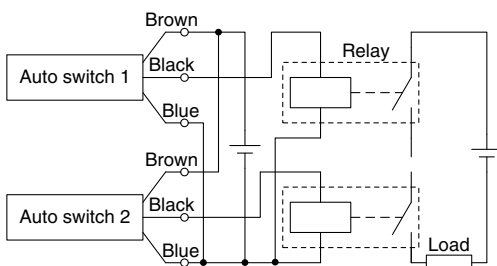 Brown
Auto switch 1
Black
Blue
Relay
Brown
Auto switch 2
Black
Blue
Load